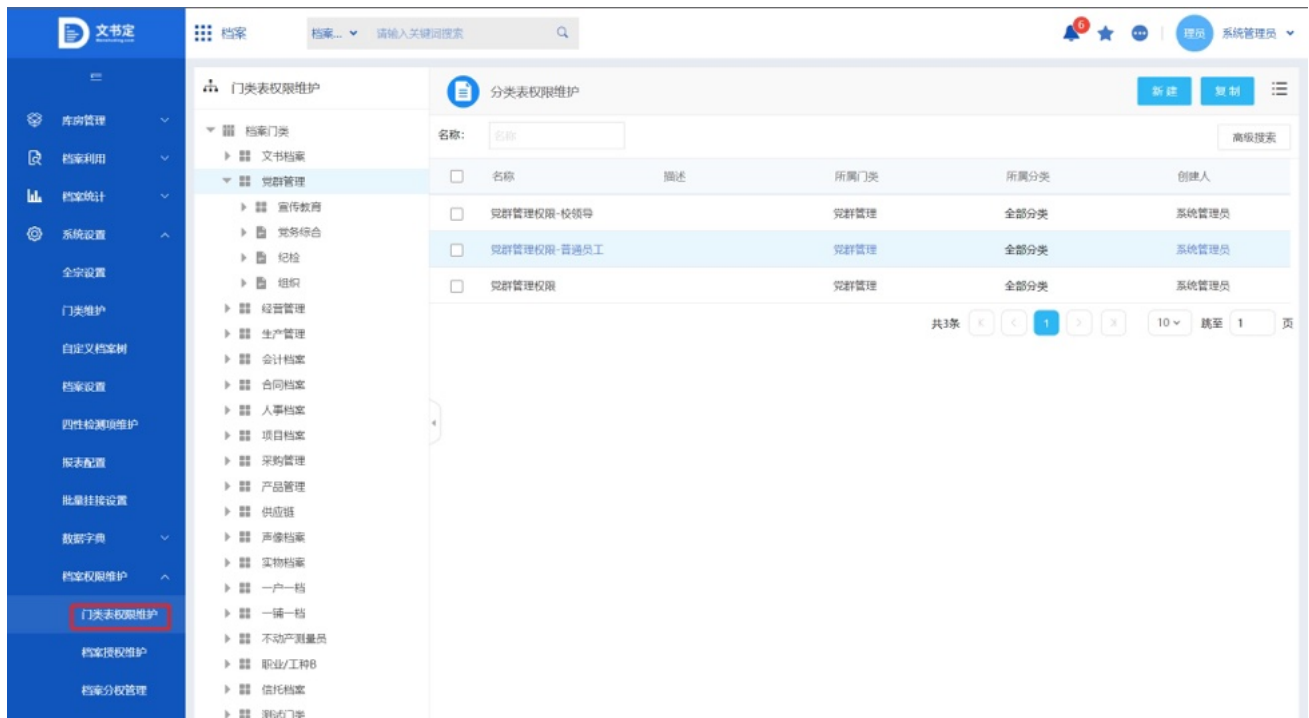 文书定
档案
档案...
请输入关键词搜索
6
理员
系统管理员
库房管理
档案利用
档案统计
系统设置
全宗设置
门类维护
自定义档案树
档案设置
四性检测项维护
报表配置
批量挂接设置
数据字典
档案权限维护
门类表权限维护
档案授权维护
档案分权管理
门类表权限维护
档案门类
文书档案
党群管理
宣传教育
党务综合
纪检
组织
经营管理
生产管理
会计档案
合同档案
人事档案
项目档案
采购管理
产品管理
供应链
声像档案
实物档案
一户一档
一铺一档
不动产测量员
职业/工种B
信托档案
测试门类
分类表权限维护
新建 复制
名称: 名称
高级搜索
名称 描述 所属门类 所属分类 创建人
党群管理权限-校领导 党群管理 全部分类 系统管理员
党群管理权限-普通员工 党群管理 全部分类 系统管理员
党群管理权限 党群管理 全部分类 系统管理员
共3条 1 10 跳至 1 页